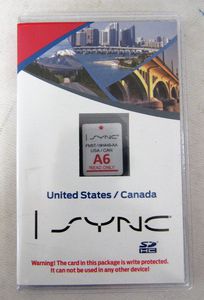 SYNC
FM5T-19H449-AA
USA / CAN
A6
READ ONLY
United States / Canada
SYNC
SD
HC
Warning! The card in this package is write protected.
It can not be used in any other device!